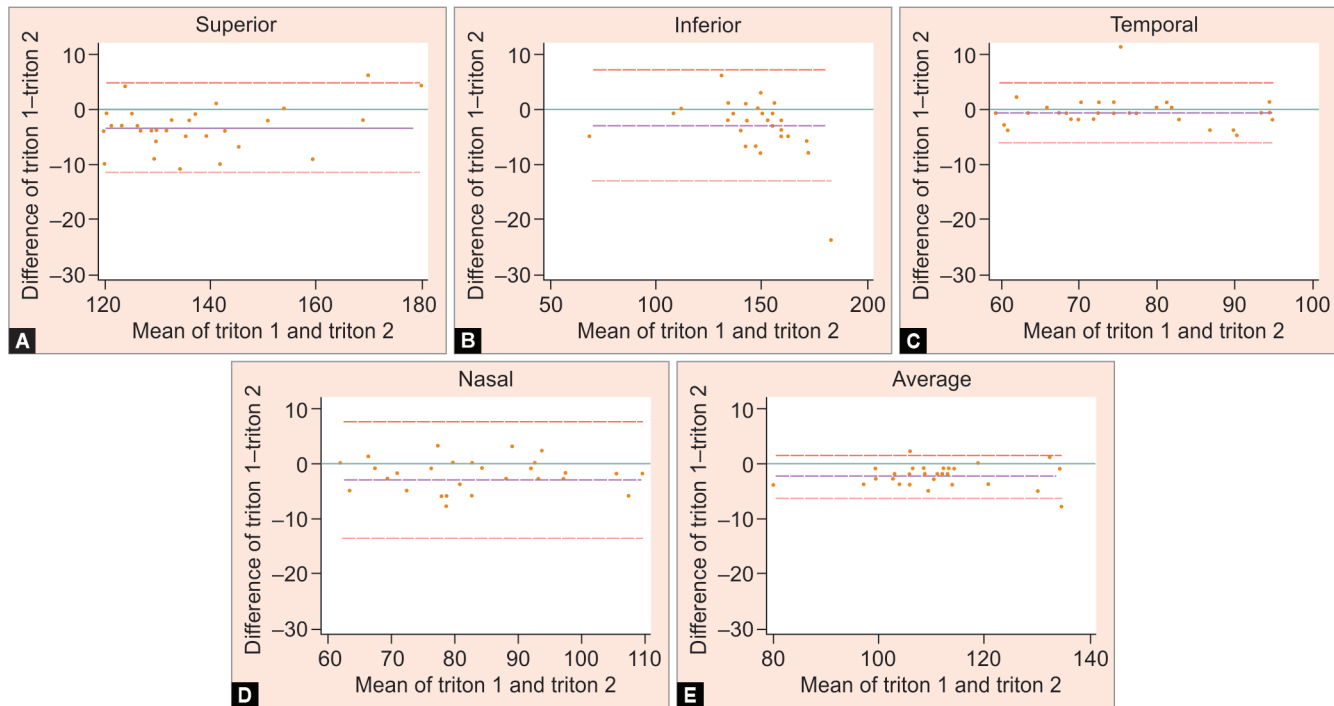 Superior
Difference of triton 1–triton 2
10
0
–10
–20
–30
120
140
160
180
Mean of triton 1 and triton 2
A
Inferior
Difference of triton 1–triton 2
10
0
–10
–20
–30
50
100
150
200
Mean of triton 1 and triton 2
B
Temporal
Difference of triton 1–triton 2
10
0
–10
–20
–30
60
70
80
90
100
Mean of triton 1 and triton 2
C
Nasal
Difference of triton 1–triton 2
10
0
–10
–20
–30
60
70
80
90
100
110
Mean of triton 1 and triton 2
D
Average
Difference of triton 1–triton 2
10
0
–10
–20
–30
80
100
120
140
Mean of triton 1 and triton 2
E